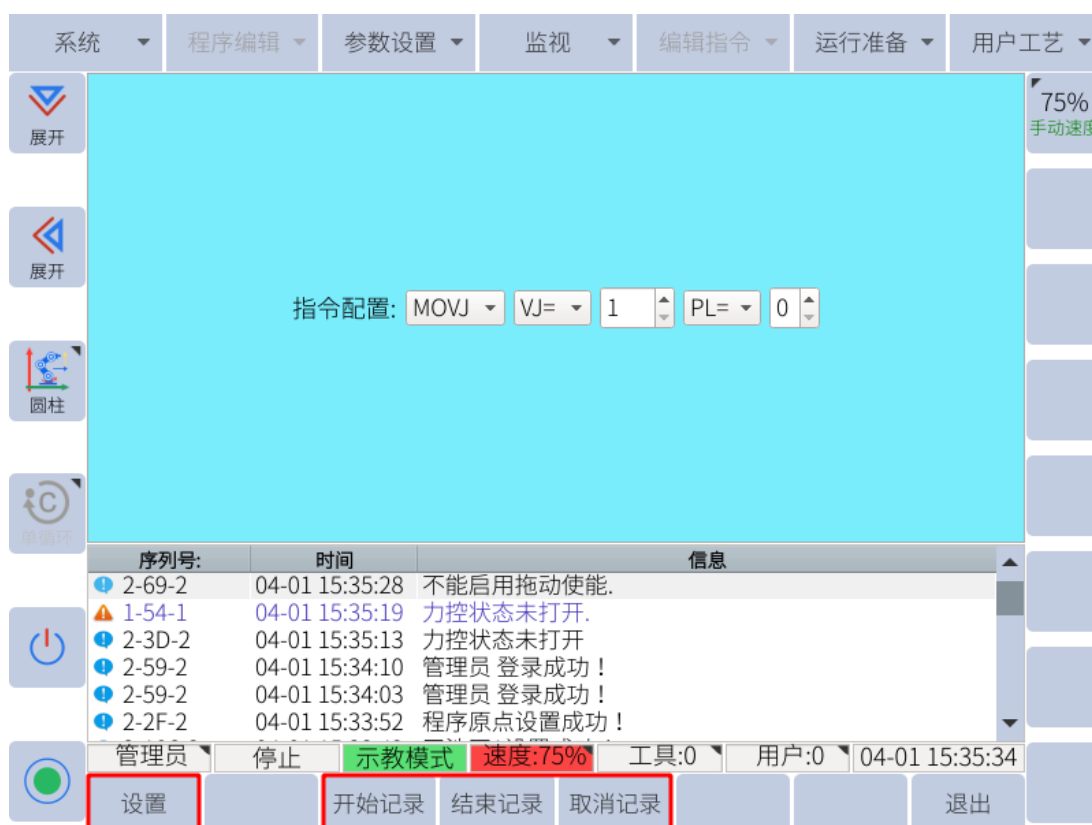 系统 程序编辑 参数设置 监视 编辑指令 运行准备 用户工艺
展开
75%
手动速度
展开
指令配置: MOVJ VJ= 1 PL= 0
圆柱
单循环
序列号: 时间 信息
2-69-2 04-01 15:35:28 不能启用拖动使能.
1-54-1 04-01 15:35:19 力控状态未打开.
2-3D-2 04-01 15:35:13 力控状态未打开
2-59-2 04-01 15:34:10 管理员 登录成功！
2-59-2 04-01 15:34:03 管理员 登录成功！
2-2F-2 04-01 15:33:52 程序原点设置成功！
管理员 停止 示教模式 速度:75% 工具:0 用户:0 04-01 15:35:34
设置 开始记录 结束记录 取消记录 退出